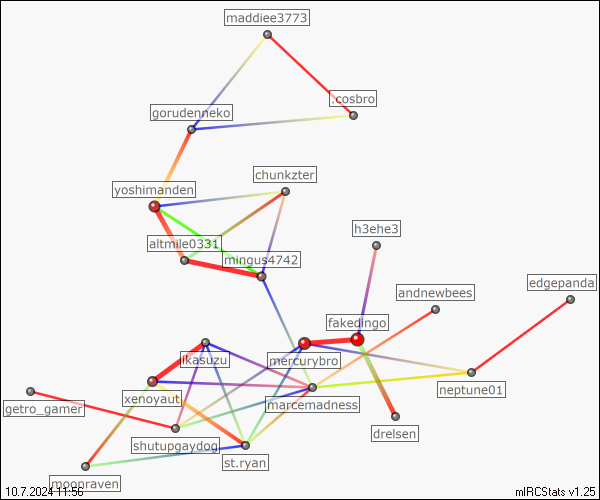 maddiee3773
.cosbro
gorudenneko
chunkzter
yoshimanden
h3ehe3
altmile0331
mingus4742
edgepanda
andnewbees
fakedingo
ikasuzu
mercurybro
neptune01
xenoyaut
marcemadness
getro_gamer
drelsen
shutupgaydog
st.ryan
moonraven
10.7.2024 11:56
mIRCStats v1.25